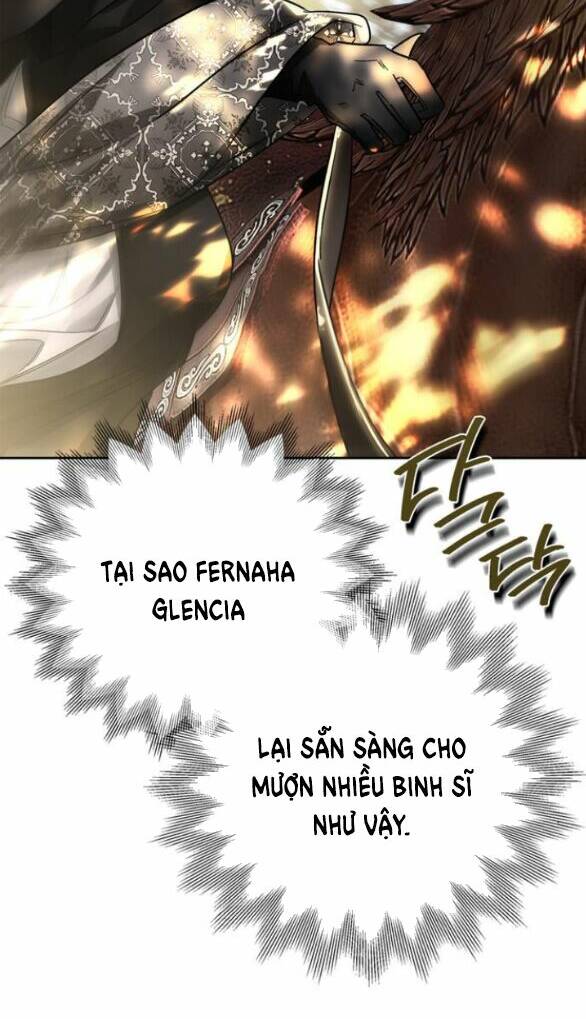 다그닥
TẠI SAO FERNAHA
GLENCIA
LẠI SẴN SÀNG CHO
MƯỢN NHIỀU BINH SĨ
NHƯ VẬY.